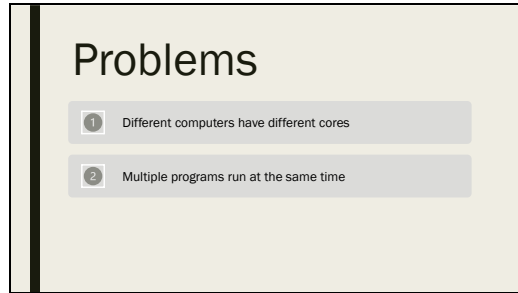 Problems
1 Different computers have different cores
2 Multiple programs run at the same time